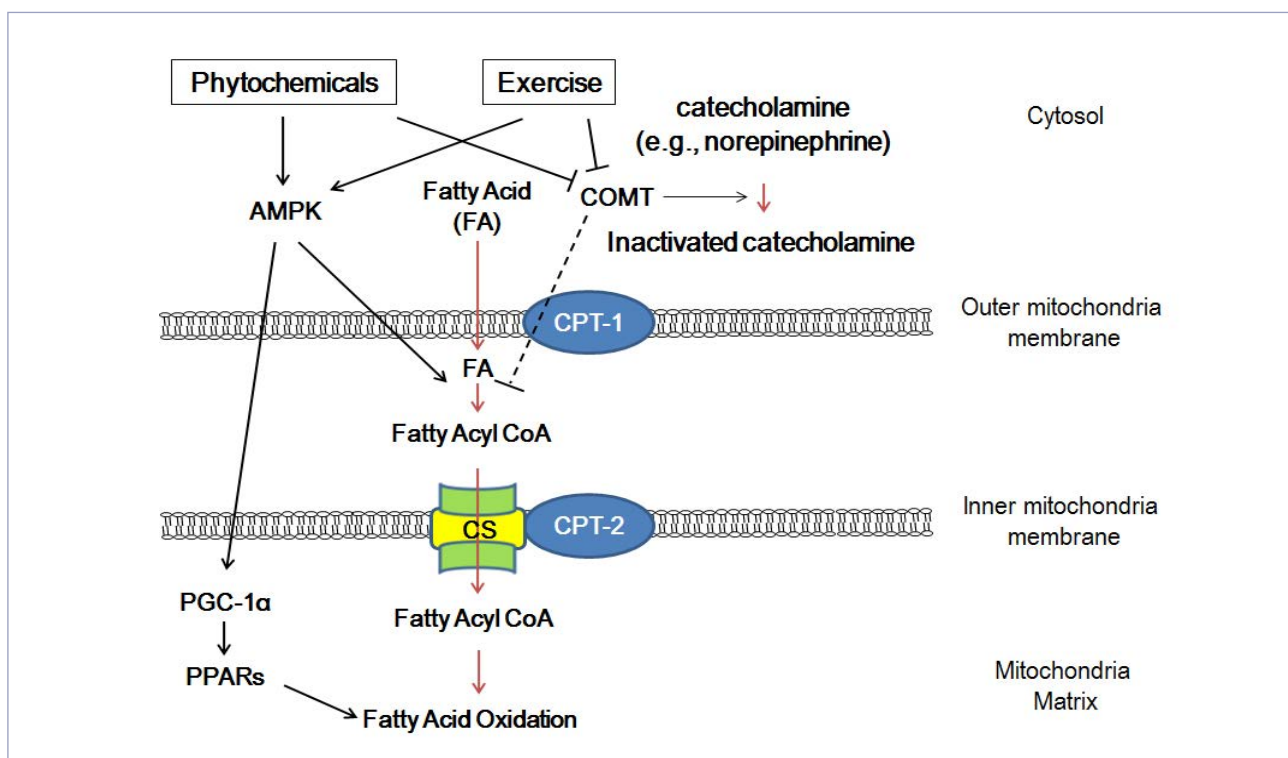 Phytochemicals
Exercise
catecholamine
(e.g., norepinephrine)
Cytosol
AMPK
Fatty Acid
(FA)
COMT
Inactivated catecholamine
CPT-1
Outer mitochondria
membrane
FA
Fatty Acyl CoA
CS
CPT-2
Inner mitochondria
membrane
PGC-1α
Fatty Acyl CoA
PPARs
Mitochondria
Matrix
Fatty Acid Oxidation